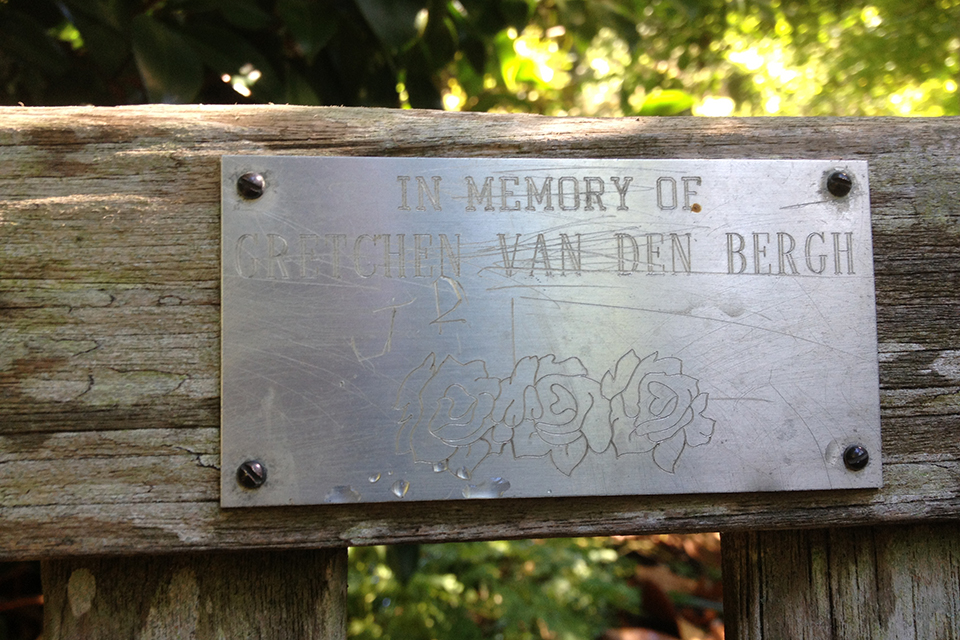 IN MEMORY OF
GRETCHEN VAN DEN BERGH